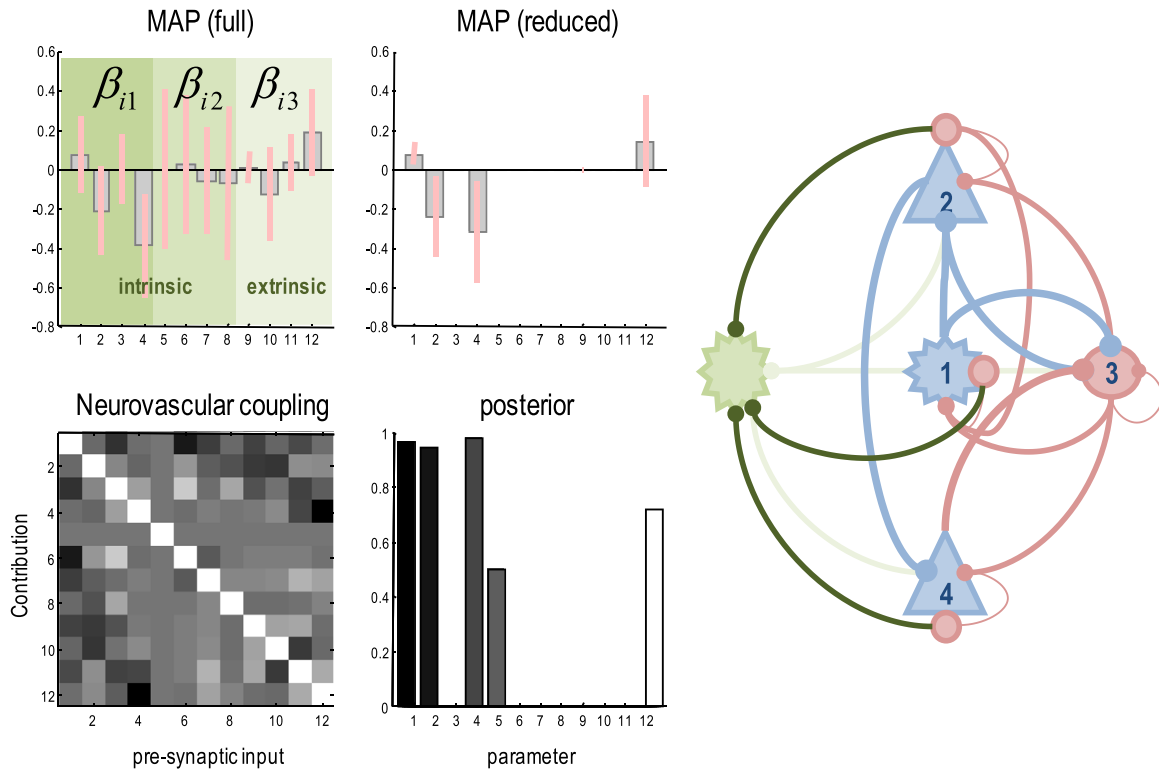 MAP (full)
0.6
0.4
0.2
0
-0.2
-0.4
-0.6
-0.8
β i1
β i2
β i3
intrinsic
extrinsic
1 2 3 4 5 6 7 8 9 10 11 12
MAP (reduced)
0.6
0.4
0.2
0
-0.2
-0.4
-0.6
-0.8
1 2 3 4 5 6 7 8 9 10 11 12
Neurovascular coupling
Contribution
2
4
6
8
10
12
2 4 6 8 10 12
pre-synaptic input
posterior
1
0.8
0.6
0.4
0.2
0
1 2 3 4 5 6 7 8 9 10 11 12
parameter
2
1
3
4